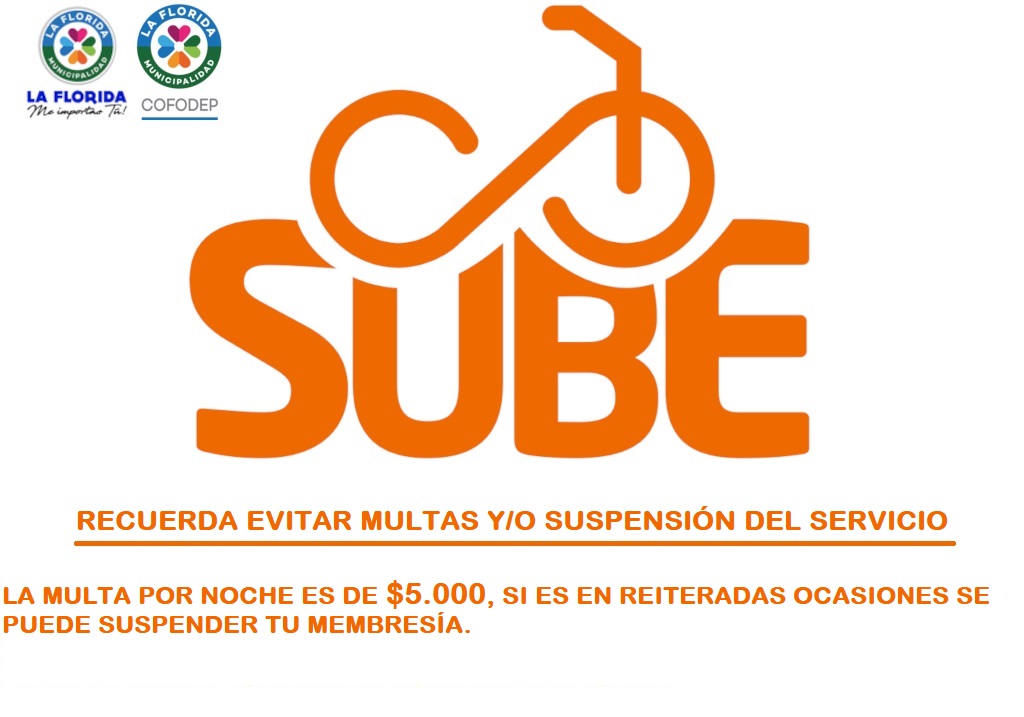 LA FLORIDA
MUNICIPALIDAD
LA FLORIDA
Me importas Tú!
LA FLORIDA
MUNICIPALIDAD
COFODEP
SUBE
RECUERDA EVITAR MULTAS Y/O SUSPENSIÓN DEL SERVICIO
LA MULTA POR NOCHE ES DE $5.000, SI ES EN REITERADAS OCASIONES SE
PUEDE SUSPENDER TU MEMBRESÍA.